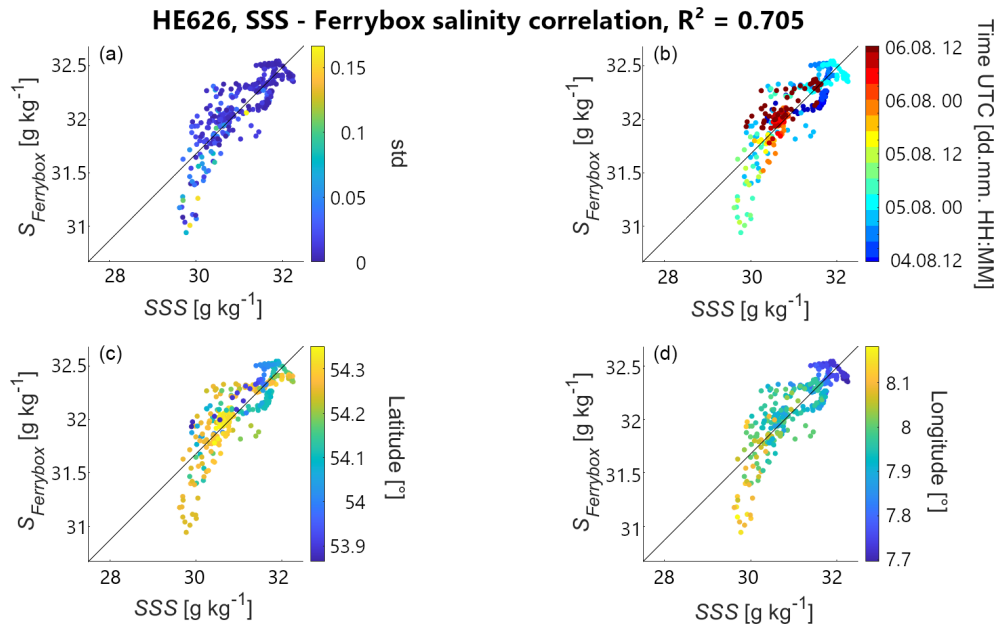 HE626, SSS - Ferrybox salinity correlation, R² = 0.705
(a)
32.5
32
31.5
31
S_Ferrybox [g kg⁻¹]
28 30 32
SSS [g kg⁻¹]
0.15
0.1
0.05
0
std
(b)
32.5
32
31.5
31
S_Ferrybox [g kg⁻¹]
28 30 32
SSS [g kg⁻¹]
06.08. 12
06.08. 00
05.08. 12
05.08. 00
04.08.12
Time UTC [dd.mm. HH:MM]
(c)
32.5
32
31.5
31
S_Ferrybox [g kg⁻¹]
28 30 32
SSS [g kg⁻¹]
54.3
54.2
54.1
54
53.9
Latitude [°]
(d)
32.5
32
31.5
31
S_Ferrybox [g kg⁻¹]
28 30 32
SSS [g kg⁻¹]
8.1
8
7.9
7.8
7.7
Longitude [°]